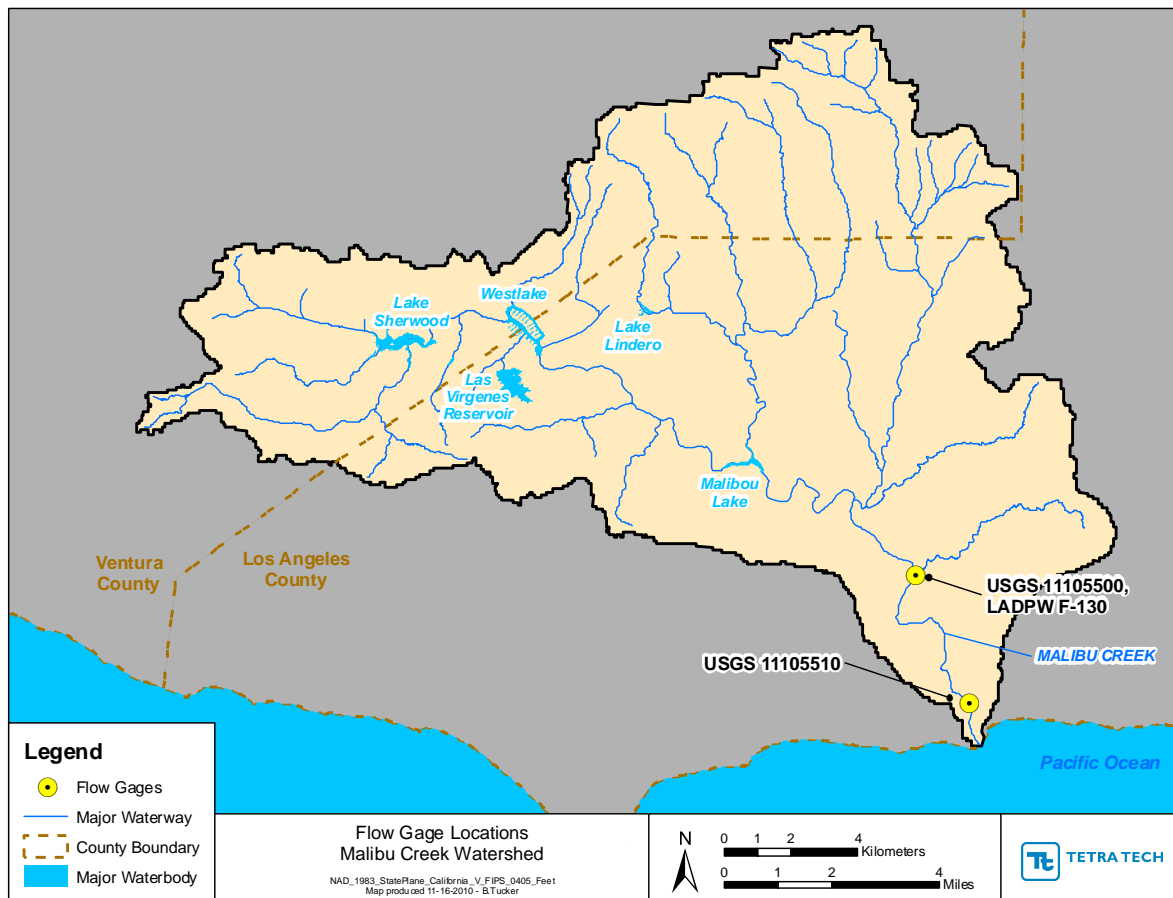 Westlake
Lake
Sherwood
Lake
Lindero
Las
Virgenes
Reservoir
Malibou
Lake
Ventura
County
Los Angeles
County
USGS 11105500,
LADPW F-130
MALIBU CREEK
USGS 11105510
Pacific Ocean
Legend
Flow Gages
Major Waterway
County Boundary
Major Waterbody
Flow Gage Locations
Malibu Creek Watershed
NAD_1983_StatePlane_California_V_FIPS_0405_Feet
Map produced 11-16-2010 - B.Tucker
N
0 1 2 4
Kilometers
0 1 2 4
Miles
Tt TETRA TECH